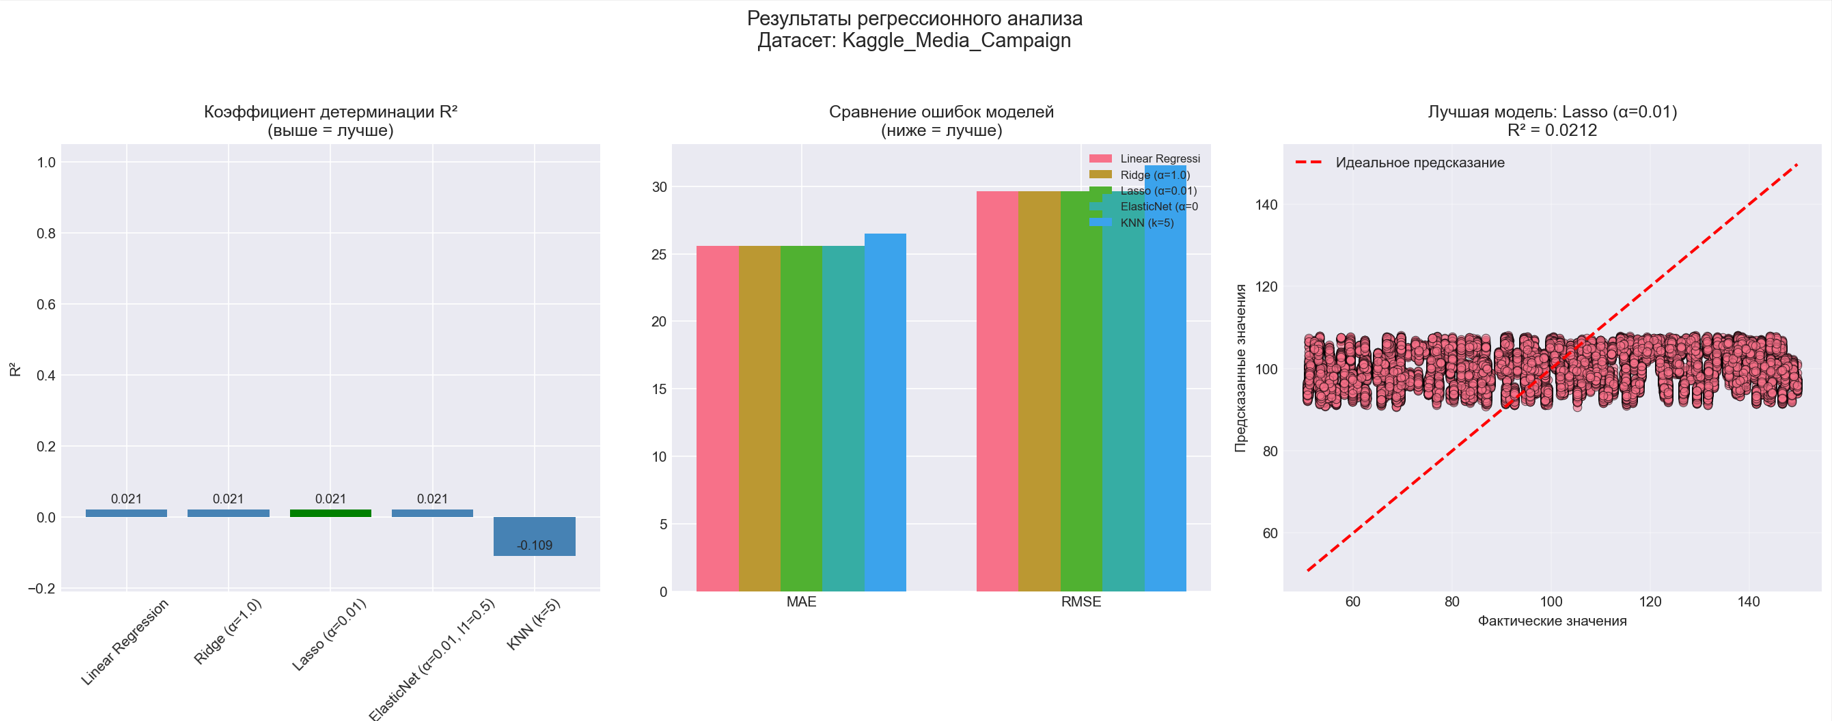 Результаты регрессионного анализа
Датасет: Kaggle_Media_Campaign
Коэффициент детерминации R²
(выше = лучше)
R²
1.0
0.8
0.6
0.4
0.2
0.0
−0.2
0.021
0.021
0.021
0.021
-0.109
Linear Regression
Ridge (α=1.0)
Lasso (α=0.01)
ElasticNet (α=0.01, l1=0.5)
KNN (k=5)
Сравнение ошибок моделей
(ниже = лучше)
30
25
20
15
10
5
0
Linear Regressi
Ridge (α=1.0)
Lasso (α=0.01)
ElasticNet (α=0
KNN (k=5)
MAE
RMSE
Лучшая модель: Lasso (α=0.01)
R² = 0.0212
Идеальное предсказание
Предсказанные значения
140
120
100
80
60
60
80
100
120
140
Фактические значения